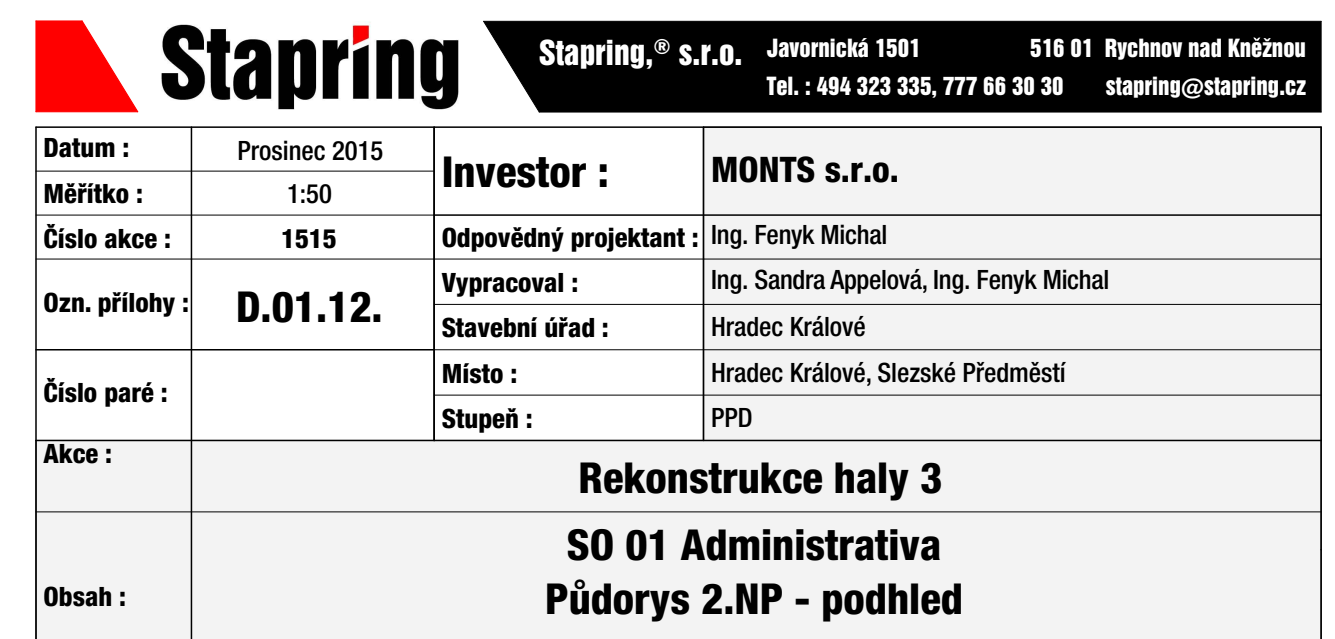 Stapring
Stapring,® s.r.o. Javornická 1501 516 01 Rychnov nad Kněžnou
Tel. : 494 323 335, 777 66 30 30 stapring@stapring.cz
Datum : Prosinec 2015
Měřítko : 1:50
Investor : MONTS s.r.o.
Číslo akce : 1515
Odpovědný projektant : Ing. Fenyk Michal
Ozn. přílohy : D.01.12.
Vypracoval : Ing. Sandra Appelová, Ing. Fenyk Michal
Stavební úřad : Hradec Králové
Číslo paré :
Místo : Hradec Králové, Slezské Předměstí
Stupeň : PPD
Akce :
Rekonstrukce haly 3
Obsah :
SO 01 Administrativa
Půdorys 2.NP - podhled